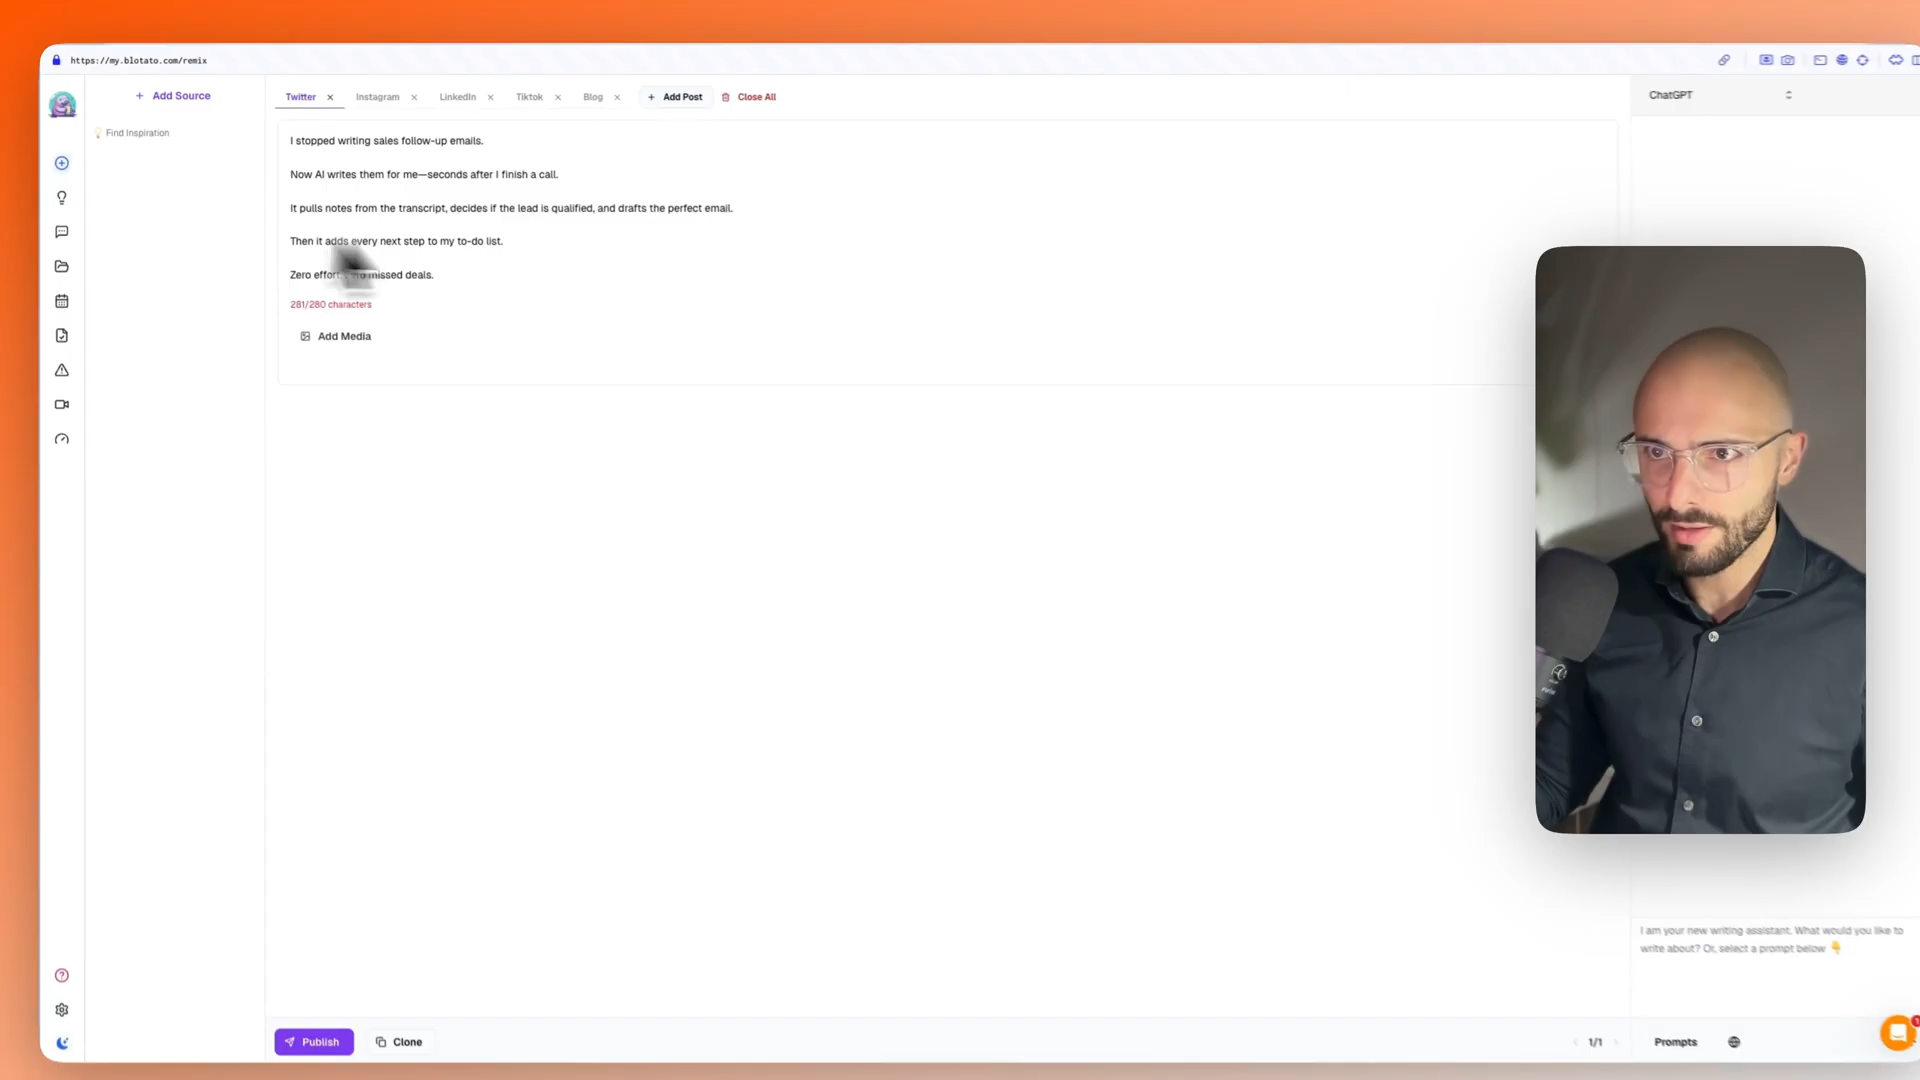 https://my.blotato.com/remix
+ Add Source
Find Inspiration
Twitter × Instagram × LinkedIn × Tiktok × Blog × + Add Post Close All
I stopped writing sales follow-up emails.
Now AI writes them for me—seconds after I finish a call.
It pulls notes from the transcript, decides if the lead is qualified, and drafts the perfect email.
Then it adds every next step to my to-do list.
Zero effort. missed deals.
281/280 characters
Add Media
ChatGPT
I am your new writing assistant. What would you like to
write about? Or, select a prompt below 👇
Publish Clone
1/1
Prompts